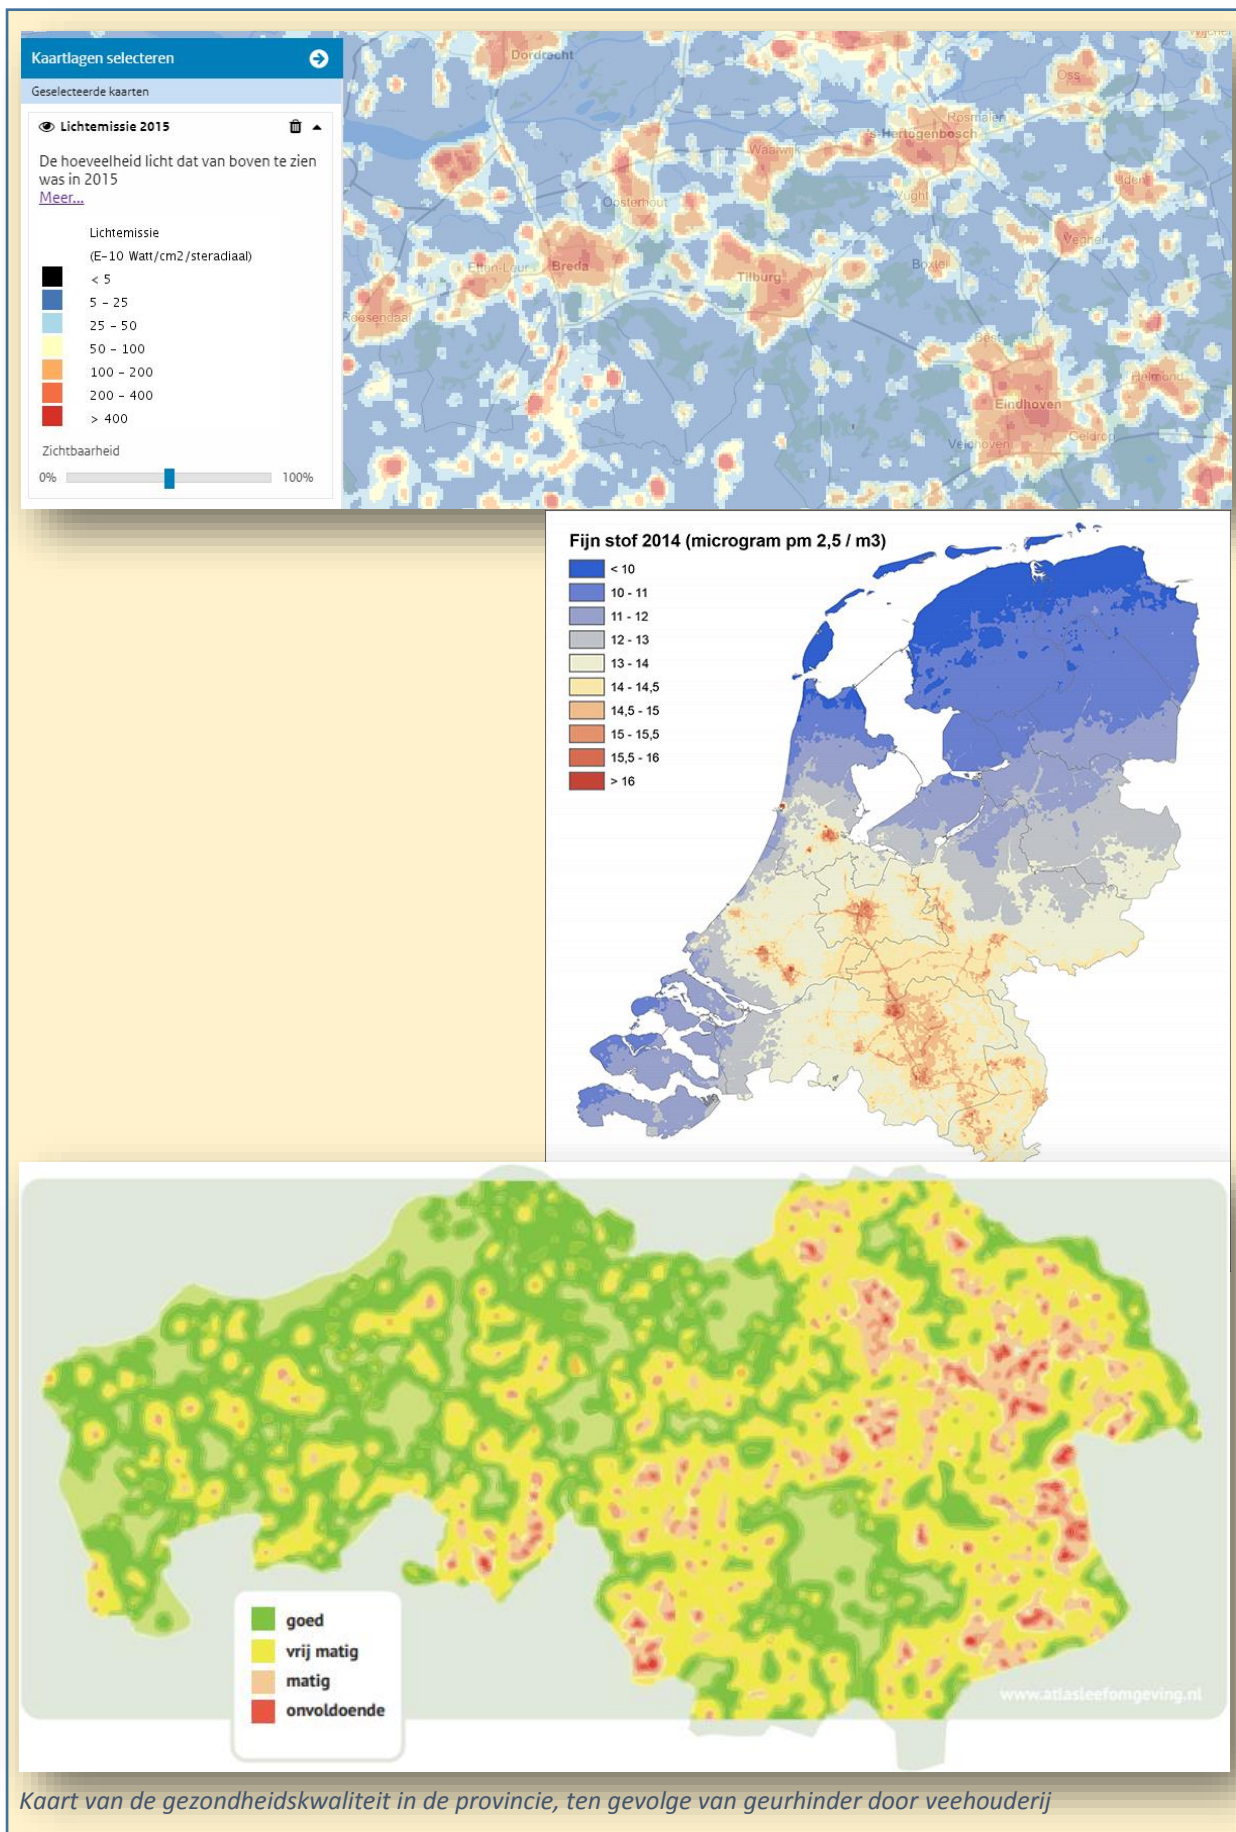 Kaartlagen selecteren
Geselecteerde kaarten
Lichtemissie 2015
De hoeveelheid licht dat van boven te zien
was in 2015
Meer...
Lichtemissie
(E-10 Watt/cm2/steradiaal)
< 5
5 - 25
25 - 50
50 - 100
100 - 200
200 - 400
> 400
Zichtbaarheid
0% 100%
Dordrecht
Oss
Rosmalen
's-Hertogenbosch
Waalwijk
Uden
Vught
Oosterhout
Veghel
Boxtel
Etten-Leur
Breda
Tilburg
Roosendaal
Best
Helmond
Eindhoven
Geldrop
Veldhoven
Fijn stof 2014 (microgram pm 2,5 / m3)
< 10
10 - 11
11 - 12
12 - 13
13 - 14
14 - 14,5
14,5 - 15
15 - 15,5
15,5 - 16
> 16
goed
vrij matig
matig
onvoldoende
www.atlasleefomgeving.nl
Kaart van de gezondheidskwaliteit in de provincie, ten gevolge van geurhinder door veehouderij